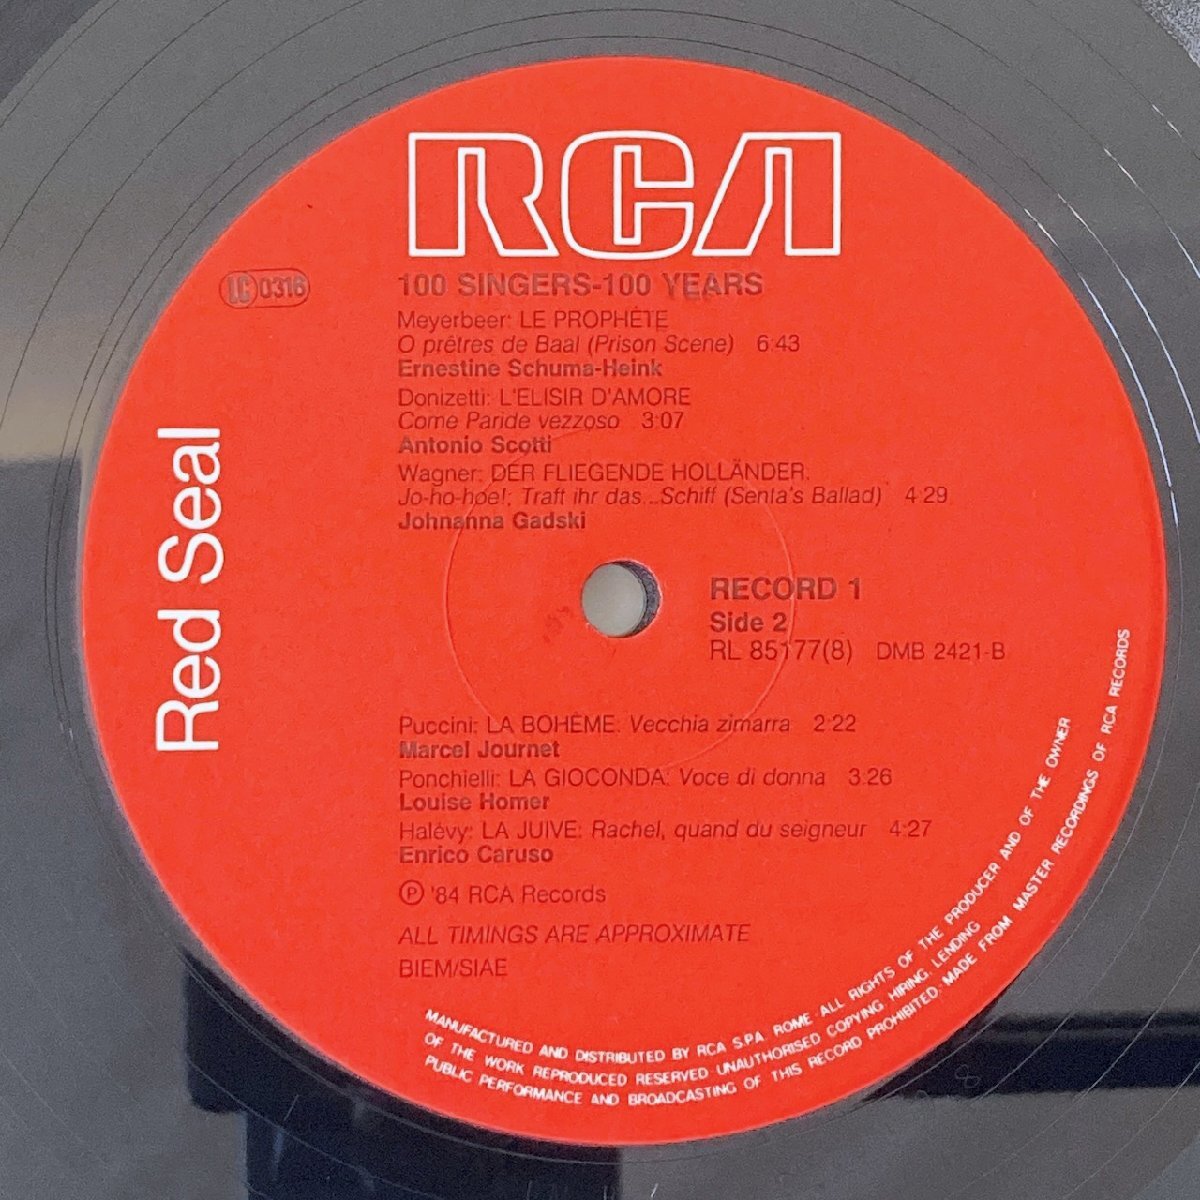 RCA
Red Seal
LC 0316
100 SINGERS-100 YEARS
Meyerbeer: LE PROPHÈTE
O prêtres de Baal (Prison Scene) 6:43
Ernestine Schuma-Heink
Donizetti: L'ELISIR D'AMORE
Come Paride vezzoso 3:07
Antonio Scotti
Wagner: DER FLIEGENDE HOLLÄNDER:
Jo-ho-hoe!; Traft ihr das...Schiff (Senta's Ballad) 4:29
Johnanna Gadski
RECORD 1
Side 2
RL 85177(8) DMB 2421-B
Puccini: LA BOHÈME: Vecchia zimarra 2:22
Marcel Journet
Ponchielli: LA GIOCONDA: Voce di donna 3:26
Louise Homer
Halévy: LA JUIVE: Rachel, quand du seigneur 4:27
Enrico Caruso
Ⓟ '84 RCA Records
ALL TIMINGS ARE APPROXIMATE
BIEM/SIAE
MANUFACTURED AND DISTRIBUTED BY RCA S.P.A. ROME. ALL RIGHTS OF THE PRODUCER AND OF THE OWNER
OF THE WORK REPRODUCED RESERVED UNAUTHORISED COPYING, HIRING, LENDING,
PUBLIC PERFORMANCE AND BROADCASTING OF THIS RECORD PROHIBITED. MADE FROM MASTER RECORDINGS OF RCA RECORDS